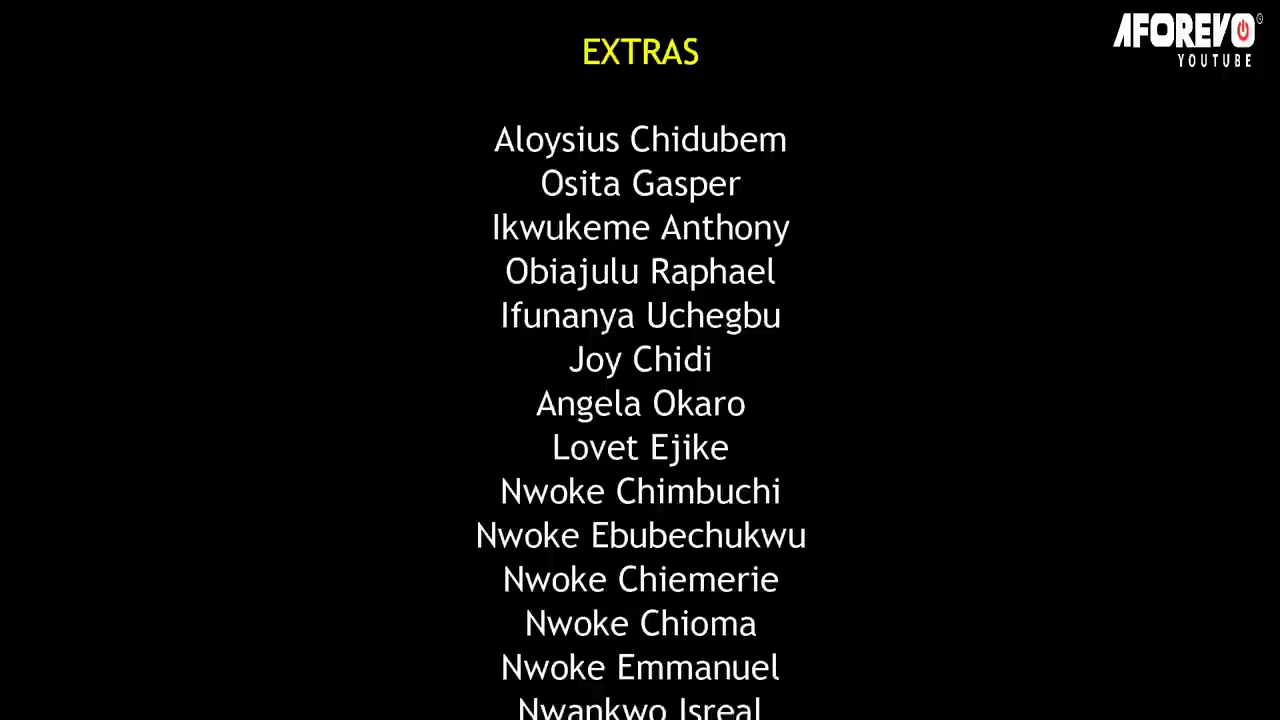 AFOREVO
YOUTUBE
EXTRAS
Aloysius Chidubem
Osita Gasper
Ikwukeme Anthony
Obiajulu Raphael
Ifunanya Uchegbu
Joy Chidi
Angela Okaro
Lovet Ejike
Nwoke Chimbuchi
Nwoke Ebubechukwu
Nwoke Chiemerie
Nwoke Chioma
Nwoke Emmanuel
Nwankwo Isreal